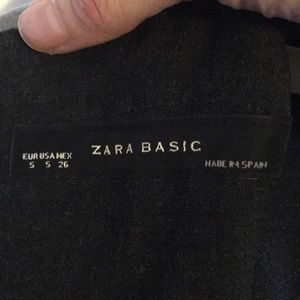 EUR USA MEX
S S 26
ZARA BASIC
MADE IN SPAIN